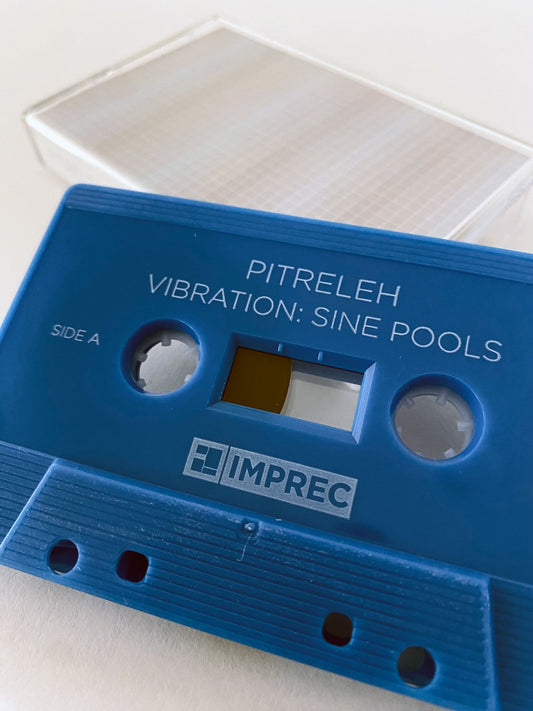 PITRELEH
VIBRATION: SINE POOLS
SIDE A
IMPREC